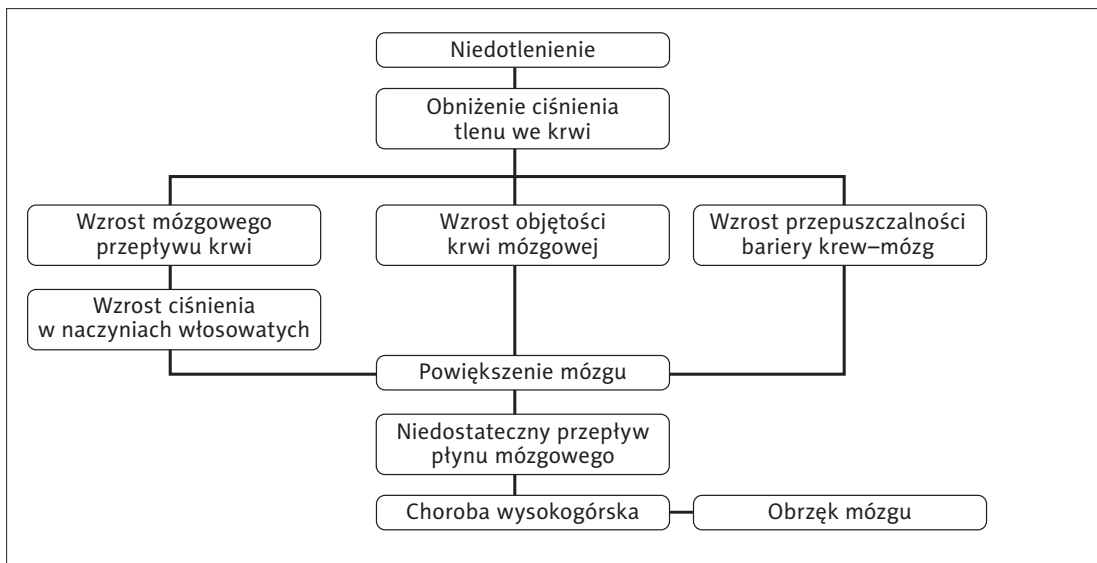 Niedotlenienie
Obniżenie ciśnienia
tlenu we krwi
Wzrost mózgowego
przepływu krwi
Wzrost objętości
krwi mózgowej
Wzrost przepuszczalności
bariery krew–mózg
Wzrost ciśnienia
w naczyniach włosowatych
Powiększenie mózgu
Niedostateczny przepływ
płynu mózgowego
Choroba wysokogórska
Obrzęk mózgu